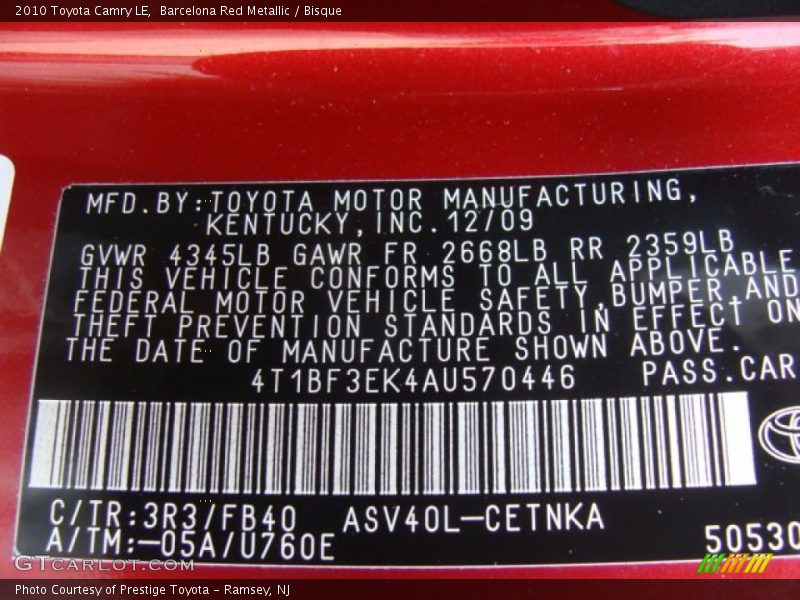 2010 Toyota Camry LE,  Barcelona Red Metallic / Bisque
MFD.BY:TOYOTA MOTOR MANUFACTURING,
KENTUCKY,INC.12/09
GVWR 4345LB GAWR FR 2668LB RR 2359LB
THIS VEHICLE CONFORMS TO ALL APPLICABLE
FEDERAL MOTOR VEHICLE SAFETY,BUMPER,AND
THEFT PREVENTION STANDARDS IN EFFECT ON
THE DATE OF MANUFACTURE SHOWN ABOVE.
4T1BF3EK4AU570446 PASS.CAR
C/TR:3R3/FB40 ASV40L-CETNKA
A/TM:-05A/U760E 50530
GTCARLOT.COM
Photo Courtesy of Prestige Toyota - Ramsey, NJ